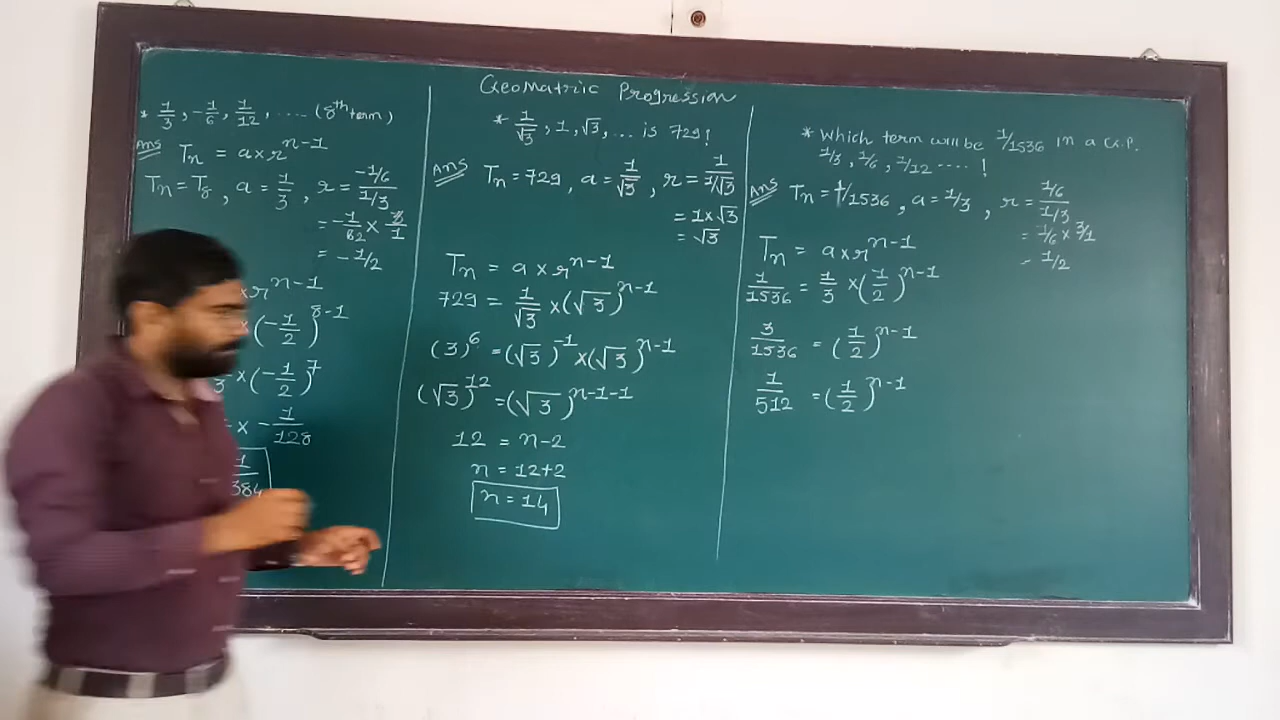 Geomatric Progression
* 1/3, -1/6, 1/12, .... (8th term)
Ans
Tn = a×r^(n-1)
Tn = T8, a = 1/3, r = (-1/6)/(1/3)
= -1/62 × 3/1
= -1/2
×r^(n-1)
×(-1/2)^(8-1)
3 ×(-1/2)^7
× -1/128
1/384
* 1/√3, 1, √3, ... is 729!
Ans Tn = 729, a = 1/√3, r = 1/(1/√3)
= 1×√3
= √3
Tn = a×r^(n-1)
729 = 1/√3 ×(√3)^(n-1)
(3)^6 = (√3)^-1 ×(√3)^(n-1)
(√3)^12 = (√3)^(n-1-1)
12 = n-2
n = 12+2
n = 14
* Which term will be 1/1536 in a G.P.
1/3, 1/6, 1/12 .... !
Ans Tn = 1/1536, a = 1/3, r = (1/6)/(1/3)
= 1/6 × 3/1
= 1/2
Tn = a×r^(n-1)
1/1536 = 1/3 ×(1/2)^(n-1)
3/1536 = (1/2)^(n-1)
1/512 = (1/2)^(n-1)